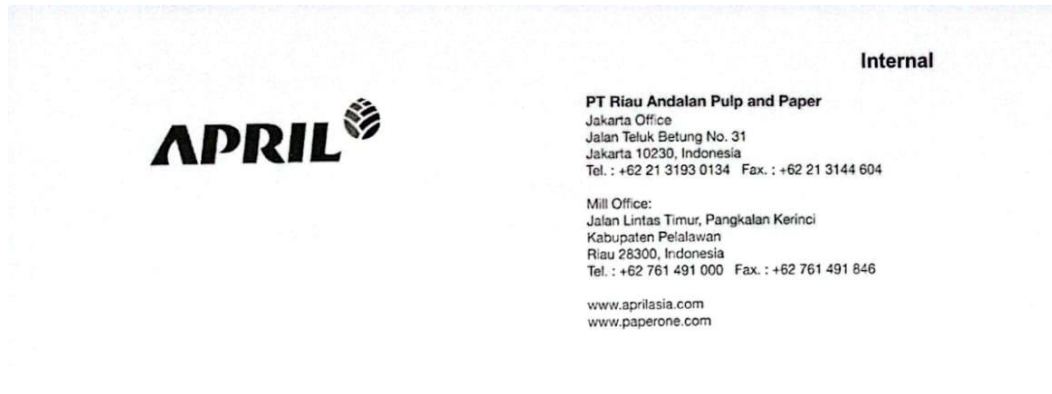 Internal
APRIL
PT Riau Andalan Pulp and Paper
Jakarta Office
Jalan Teluk Betung No. 31
Jakarta 10230, Indonesia
Tel. : +62 21 3193 0134 Fax. : +62 21 3144 604
Mill Office:
Jalan Lintas Timur, Pangkalan Kerinci
Kabupaten Pelalawan
Riau 28300, Indonesia
Tel. : +62 761 491 000 Fax. : +62 761 491 846
www.aprilasia.com
www.paperone.com